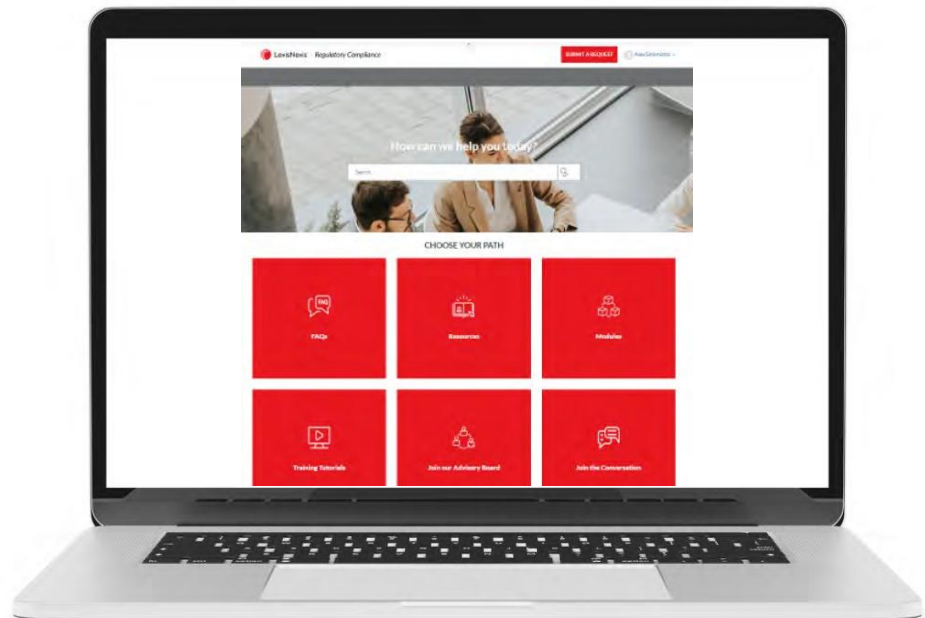 LexisNexis Regulatory Compliance
SUBMIT A REQUEST
How can we help you today?
Search
CHOOSE YOUR PATH
FAQ
FAQs
Resources
Modules
Training Tutorials
Join our Advisory Board
Join the Conversation